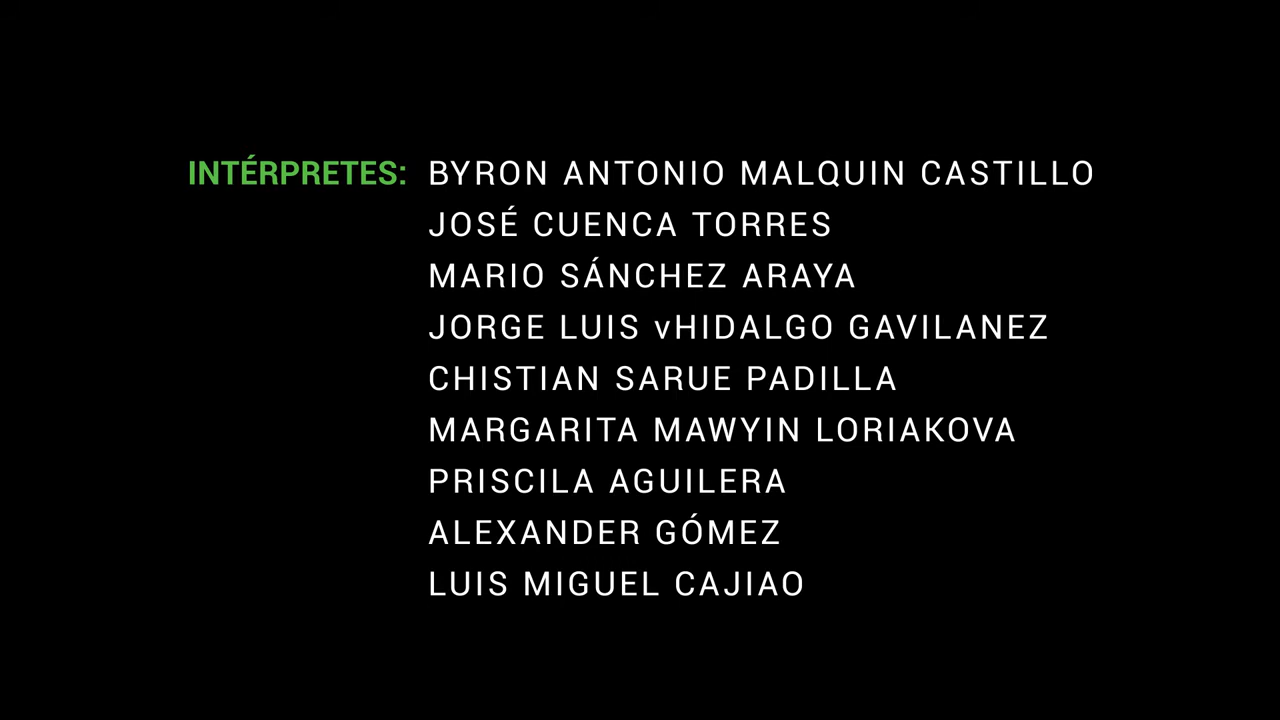 INTÉRPRETES: BYRON ANTONIO MALQUIN CASTILLO
JOSÉ CUENCA TORRES
MARIO SÁNCHEZ ARAYA
JORGE LUIS vHIDALGO GAVILANEZ
CHISTIAN SARUE PADILLA
MARGARITA MAWYIN LORIAKOVA
PRISCILA AGUILERA
ALEXANDER GÓMEZ
LUIS MIGUEL CAJIAO